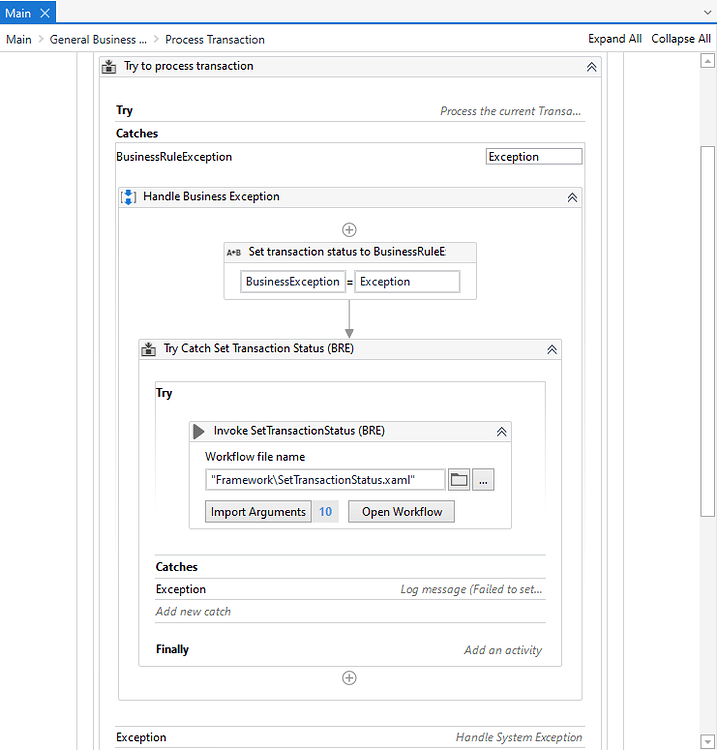 Main
Main General Business ... Process Transaction Expand All Collapse All
Try to process transaction
Try Process the current Transa...
Catches
BusinessRuleException Exception
Handle Business Exception
A+B Set transaction status to BusinessRuleE
BusinessException = Exception
Try Catch Set Transaction Status (BRE)
Try
Invoke SetTransactionStatus (BRE)
Workflow file name
"Framework\SetTransactionStatus.xaml" ...
Import Arguments 10 Open Workflow
Catches
Exception Log message (Failed to set...
Add new catch
Finally Add an activity
Exception Handle System Exception